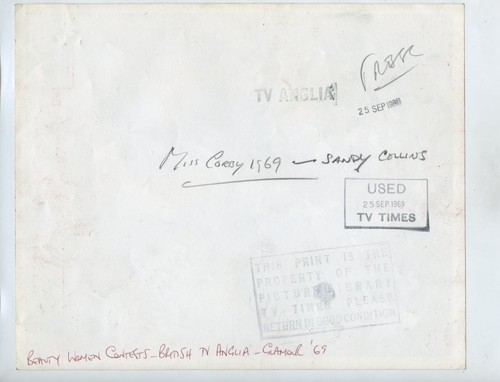 TV ANGLIA
FREE
25 SEP 1969
Miss CORBY 1969 — SANDY COLLINS
USED
25 SEP. 1969
TV TIMES
THIS PRINT IS THE
PROPERTY OF THE
PICTURE LIBRARY
TV TIMES PLEASE
RETURN IN GOOD CONDITION
BEAUTY WOMEN CONTESTS - BRITISH TV ANGLIA - GLAMOUR '69